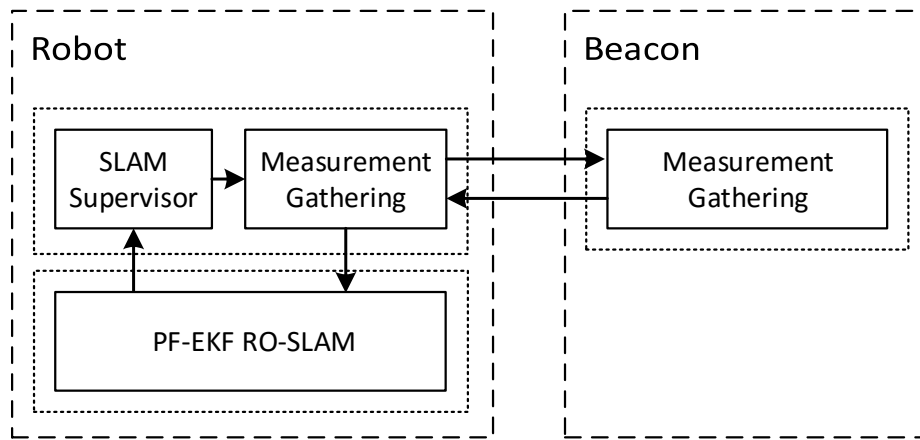 Robot
Beacon
SLAM
Supervisor
Measurement
Gathering
Measurement
Gathering
PF-EKF RO-SLAM